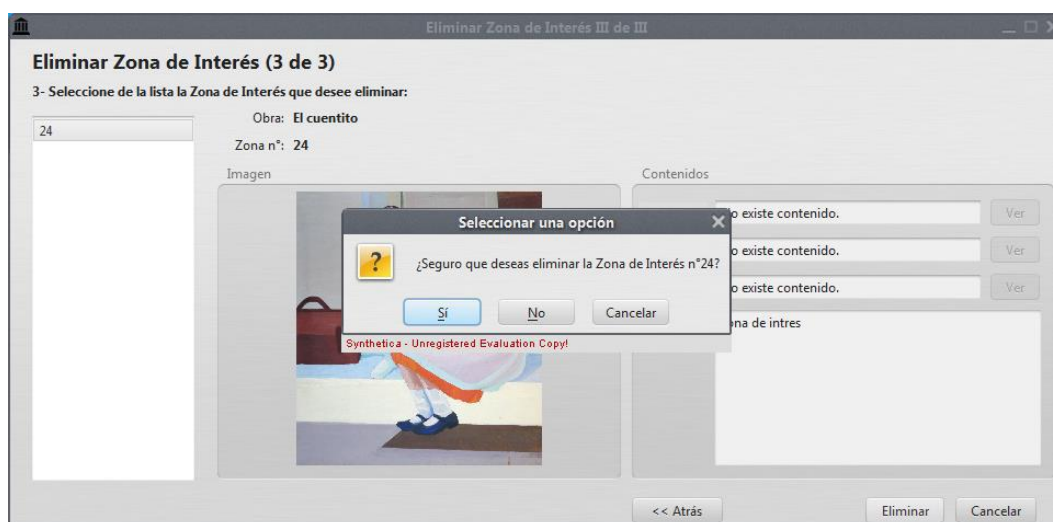 Eliminar Zona de Interés III de III
Eliminar Zona de Interés (3 de 3)
3- Seleccione de la lista la Zona de Interés que desee eliminar:
24
Obra: El cuentito
Zona n°: 24
Imagen
Contenidos
o existe contenido.
Ver
o existe contenido.
Ver
o existe contenido.
Ver
na de intres
Seleccionar una opción
¿Seguro que deseas eliminar la Zona de Interés n°24?
Sí
No
Cancelar
Synthetica - Unregistered Evaluation Copy!
<< Atrás
Eliminar
Cancelar